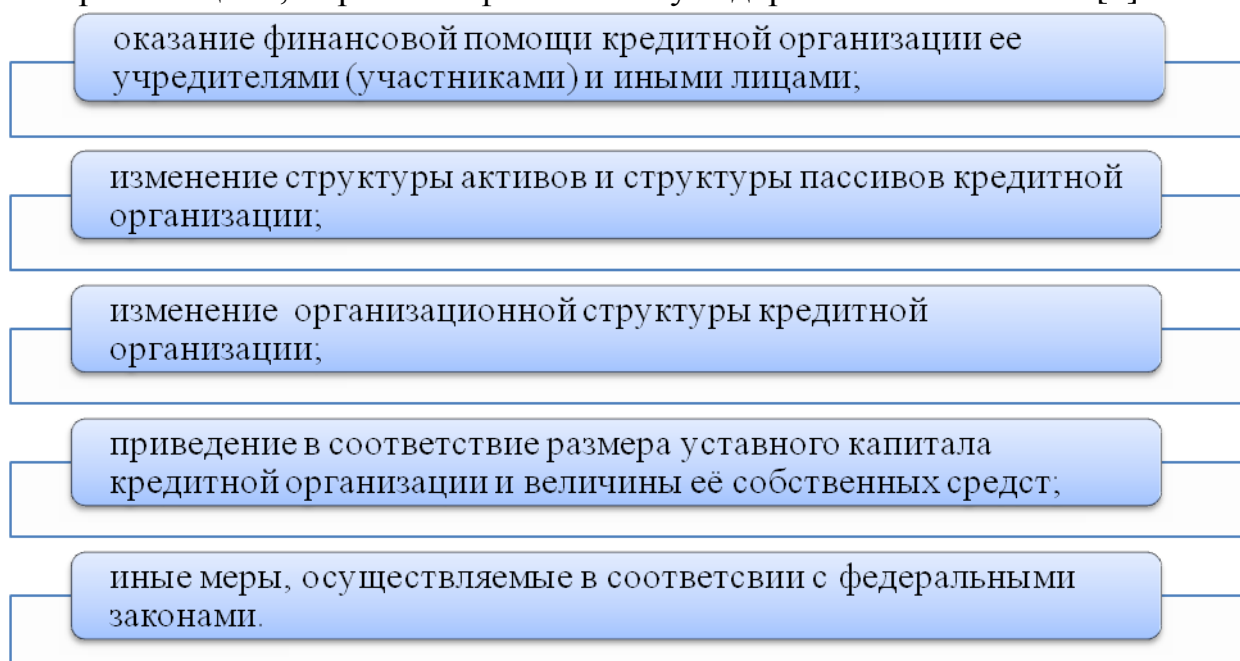 оказание финансовой помощи кредитной организации ее
учредителями (участниками) и иными лицами;
изменение структуры активов и структуры пассивов кредитной
организации;
изменение организационной структуры кредитной
организации;
приведение в соответствие размера уставного капитала
кредитной организации и величины её собственных средст;
иные меры, осуществляемые в соответсвии с федеральными
законами.